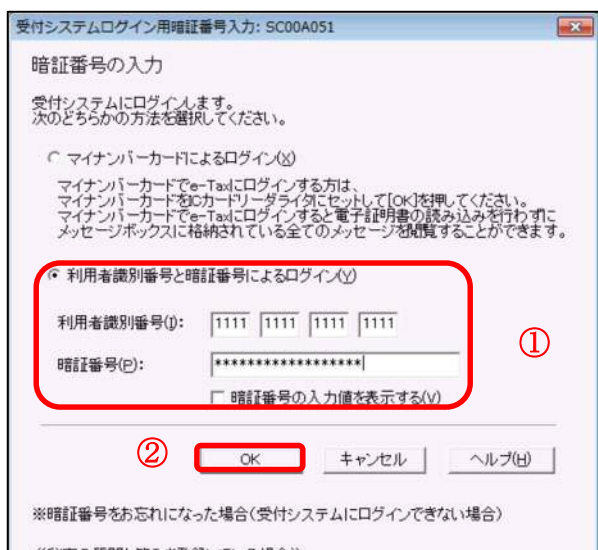 受付システムログイン用暗証番号入力: SC00A051
暗証番号の入力
受付システムにログインします。
次のどちらかの方法を選択してください。
マイナンバーカードによるログイン(X)
マイナンバーカードでe-Taxにログインする方は、
マイナンバーカードをICカードリーダライタにセットして[OK]を押してください。
マイナンバーカードでe-Taxにログインすると電子証明書の読み込みを行わずに
メッセージボックスに格納されている全てのメッセージを閲覧することができます。
利用者識別番号と暗証番号によるログイン(Y)
利用者識別番号(I): 1111 1111 1111 1111
①
暗証番号(P): ******************
暗証番号の入力値を表示する(V)
② OK キャンセル ヘルプ(H)
※暗証番号をお忘れになった場合(受付システムにログインできない場合)